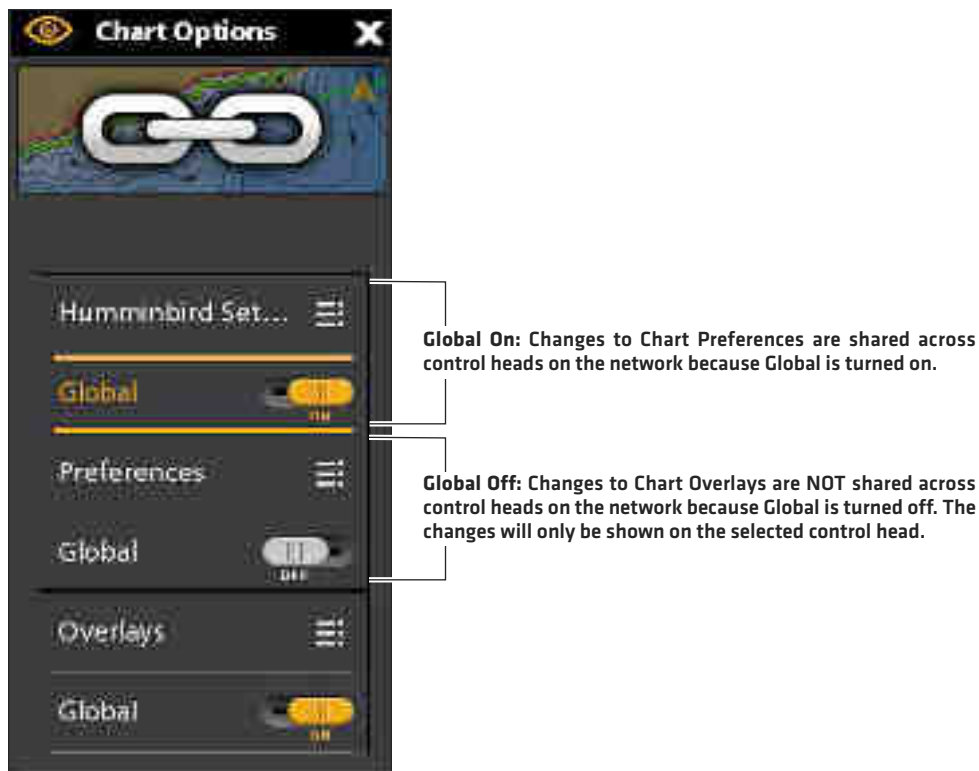 Chart Options
Humminbird Set...
Global
ON
Preferences
Global
OFF
Overlays
Global
ON
Global On: Changes to Chart Preferences are shared across
control heads on the network because Global is turned on.
Global Off: Changes to Chart Overlays are NOT shared across
control heads on the network because Global is turned off. The
changes will only be shown on the selected control head.